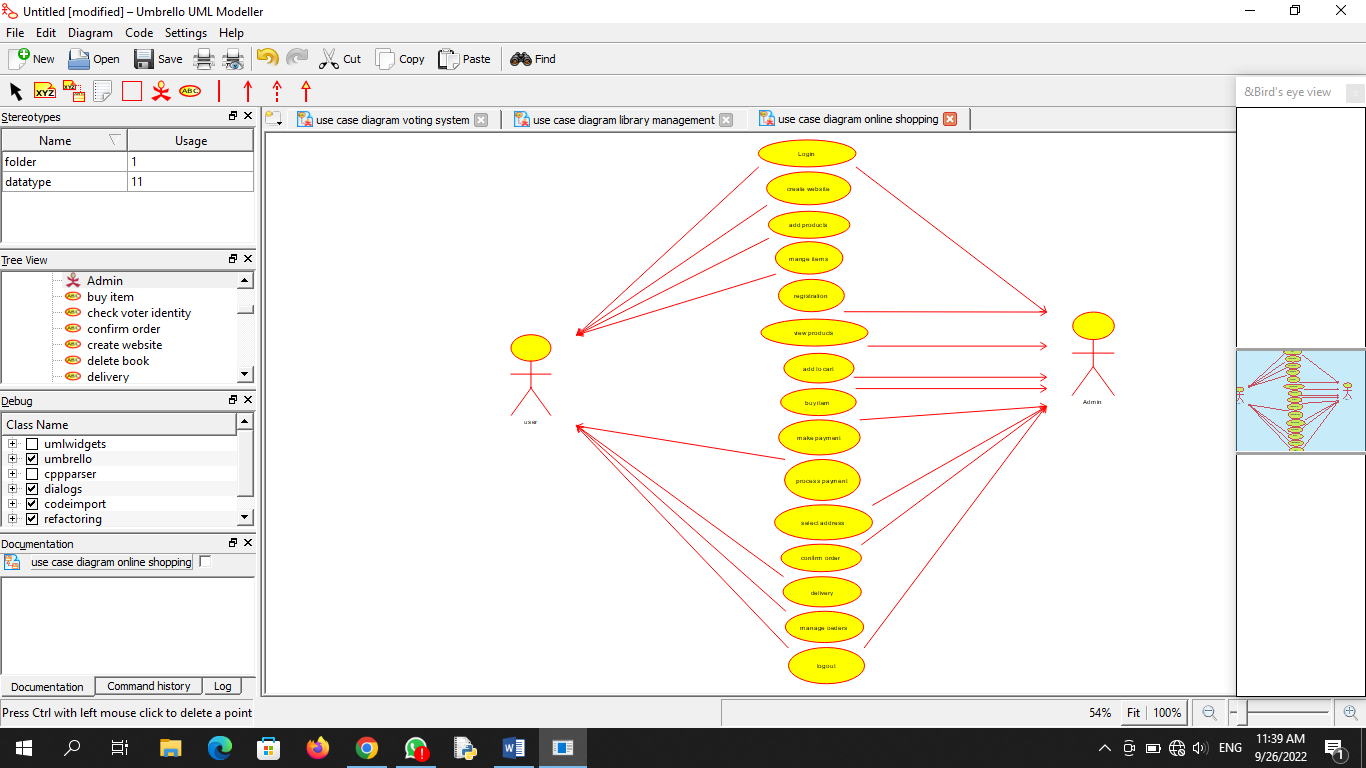 Untitled [modified] – Umbrello UML Modeller
File Edit Diagram Code Settings Help
New Open Save Cut Copy Paste Find
XYZ XYZ ABC
&Bird's eye view
Stereotypes
use case diagram voting system use case diagram library management use case diagram online shopping
Name Usage
folder 1
datatype 11
Tree View
Admin
buy item
check voter identity
confirm order
create website
delete book
delivery
Debug
Class Name
umlwidgets
umbrello
cppparser
dialogs
codeimport
refactoring
Documentation
use case diagram online shopping
Documentation Command history Log
Login
create website
add products
mange items
registration
view products
add to cart
buy item
make payment
process payment
select address
confirm order
delivery
manage oders
logout
user
Admin
Press Ctrl with left mouse click to delete a point
54% Fit 100%
ENG
11:39 AM
9/26/2022
1